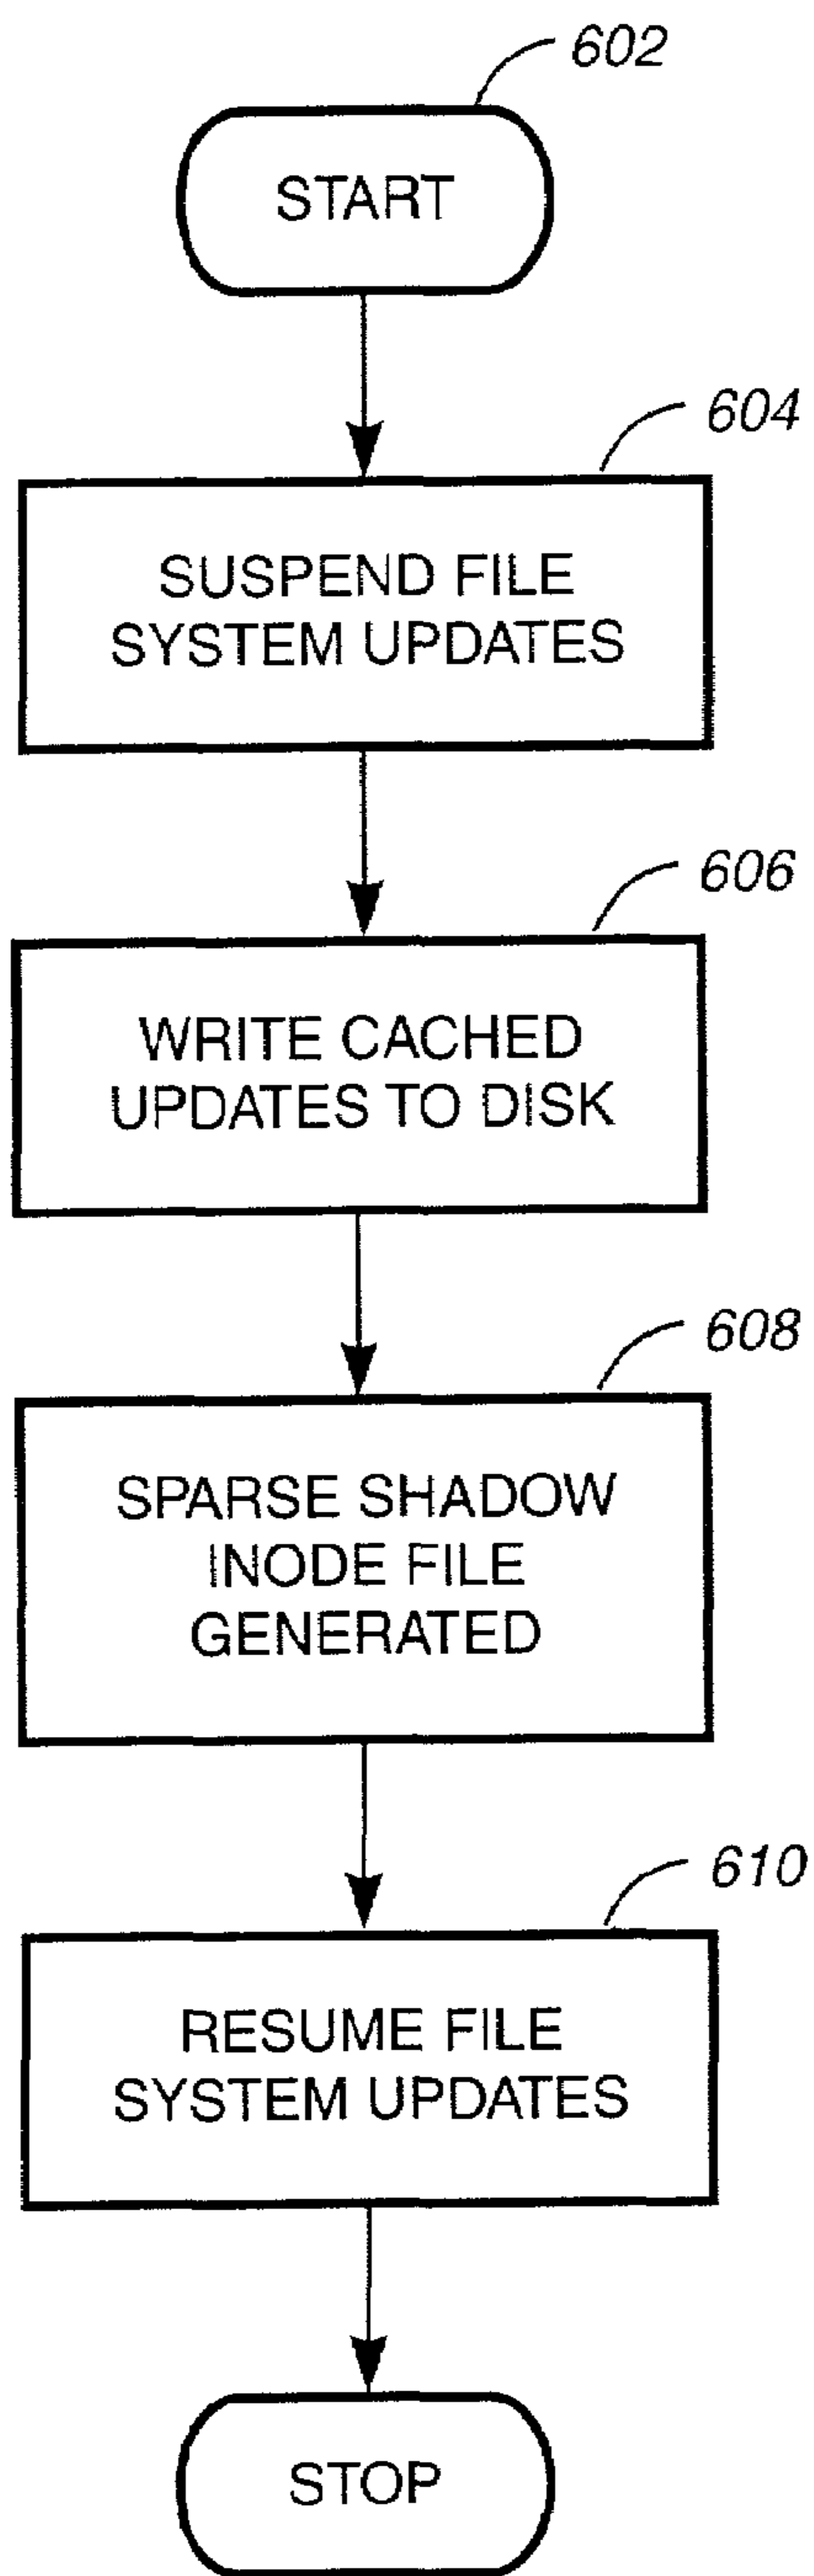 602
START
604
SUSPEND FILE
SYSTEM UPDATES
606
WRITE CACHED
UPDATES TO DISK
608
SPARSE SHADOW
INODE FILE
GENERATED
610
RESUME FILE
SYSTEM UPDATES
STOP